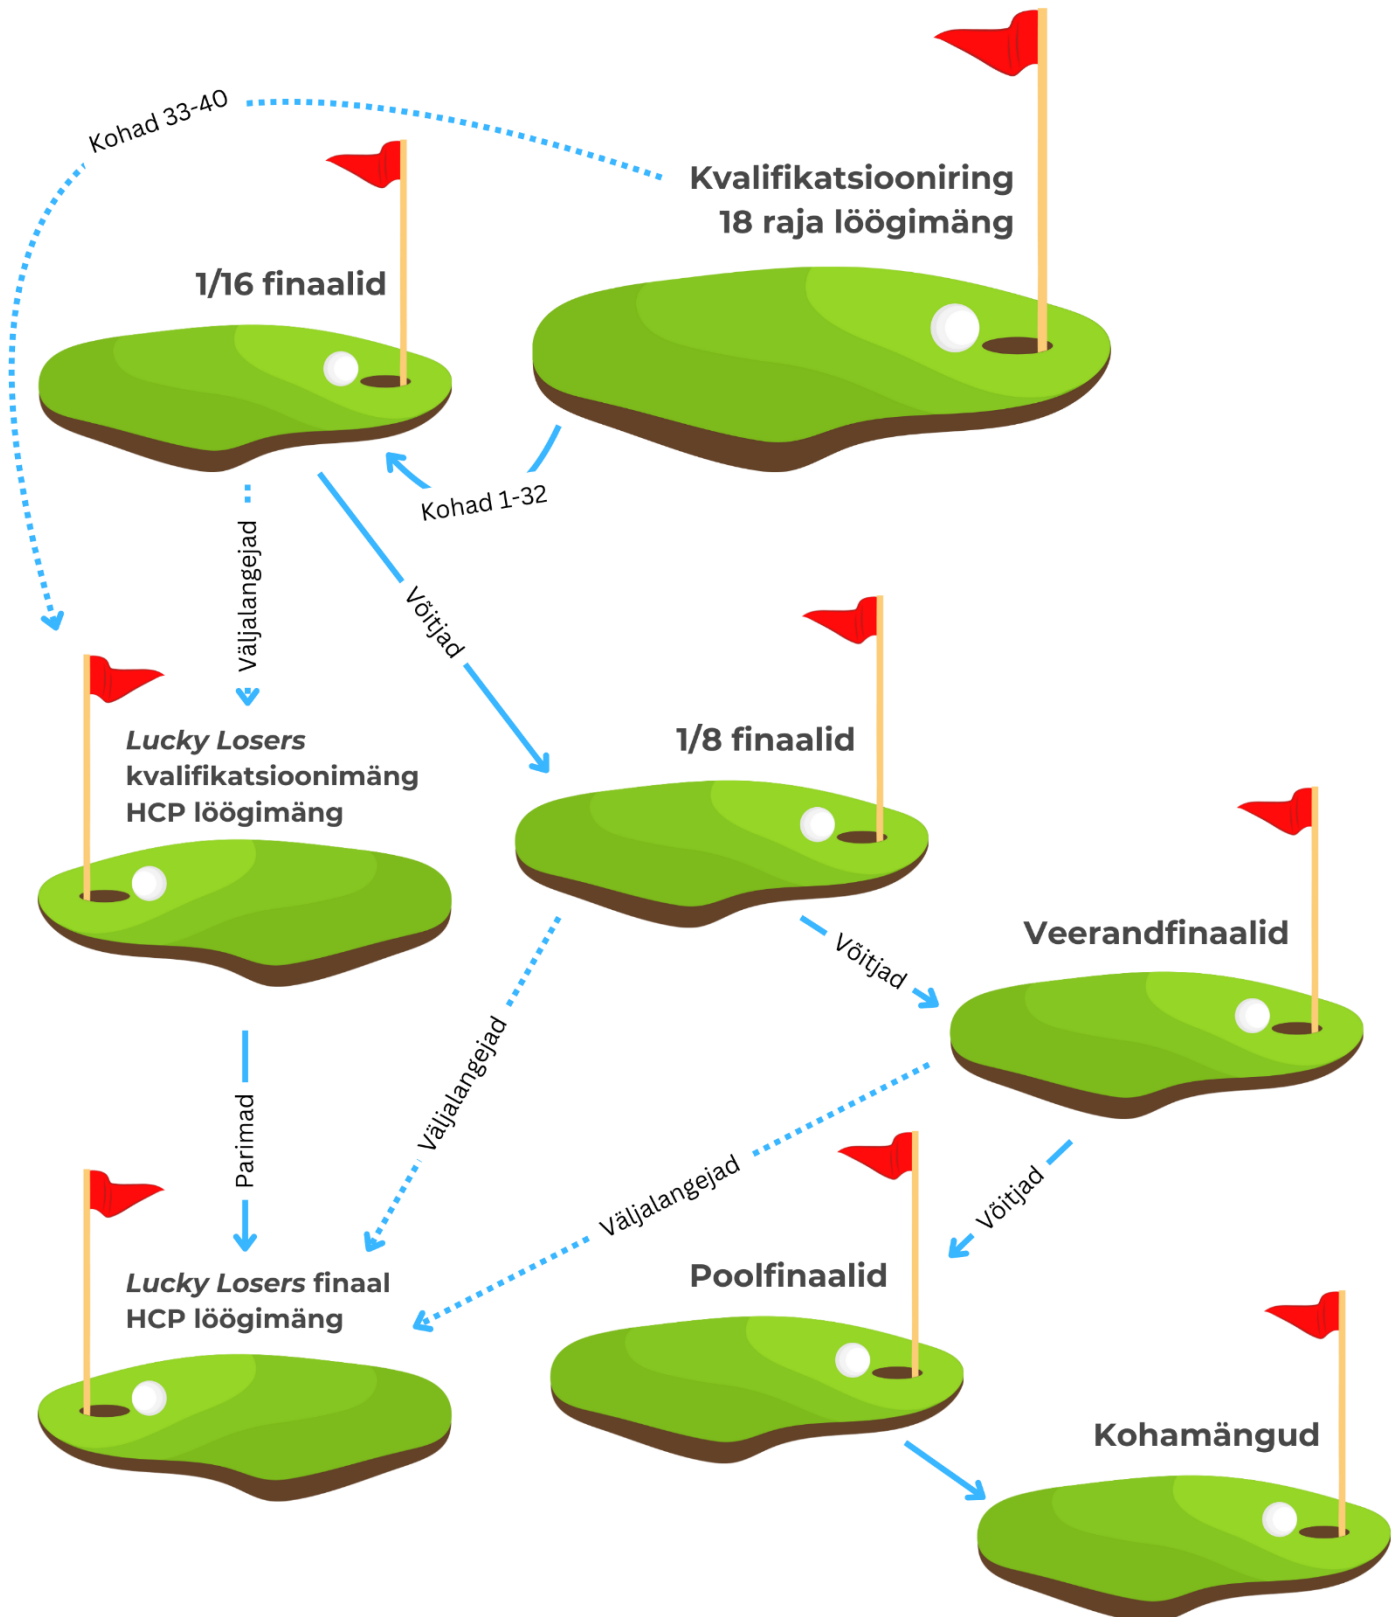 Kohad 33-40
Kvalifikatsiooniring
18 raja löögimäng
1/16 finaalid
Kohad 1-32
Väljalangejad
Võitjad
Lucky Losers
kvalifikatsioonimäng
HCP löögimäng
1/8 finaalid
Võitjad
Veerandfinaalid
Väljalangejad
Parimad
Väljalangejad
Võitjad
Lucky Losers finaal
HCP löögimäng
Poolfinaalid
Kohamängud